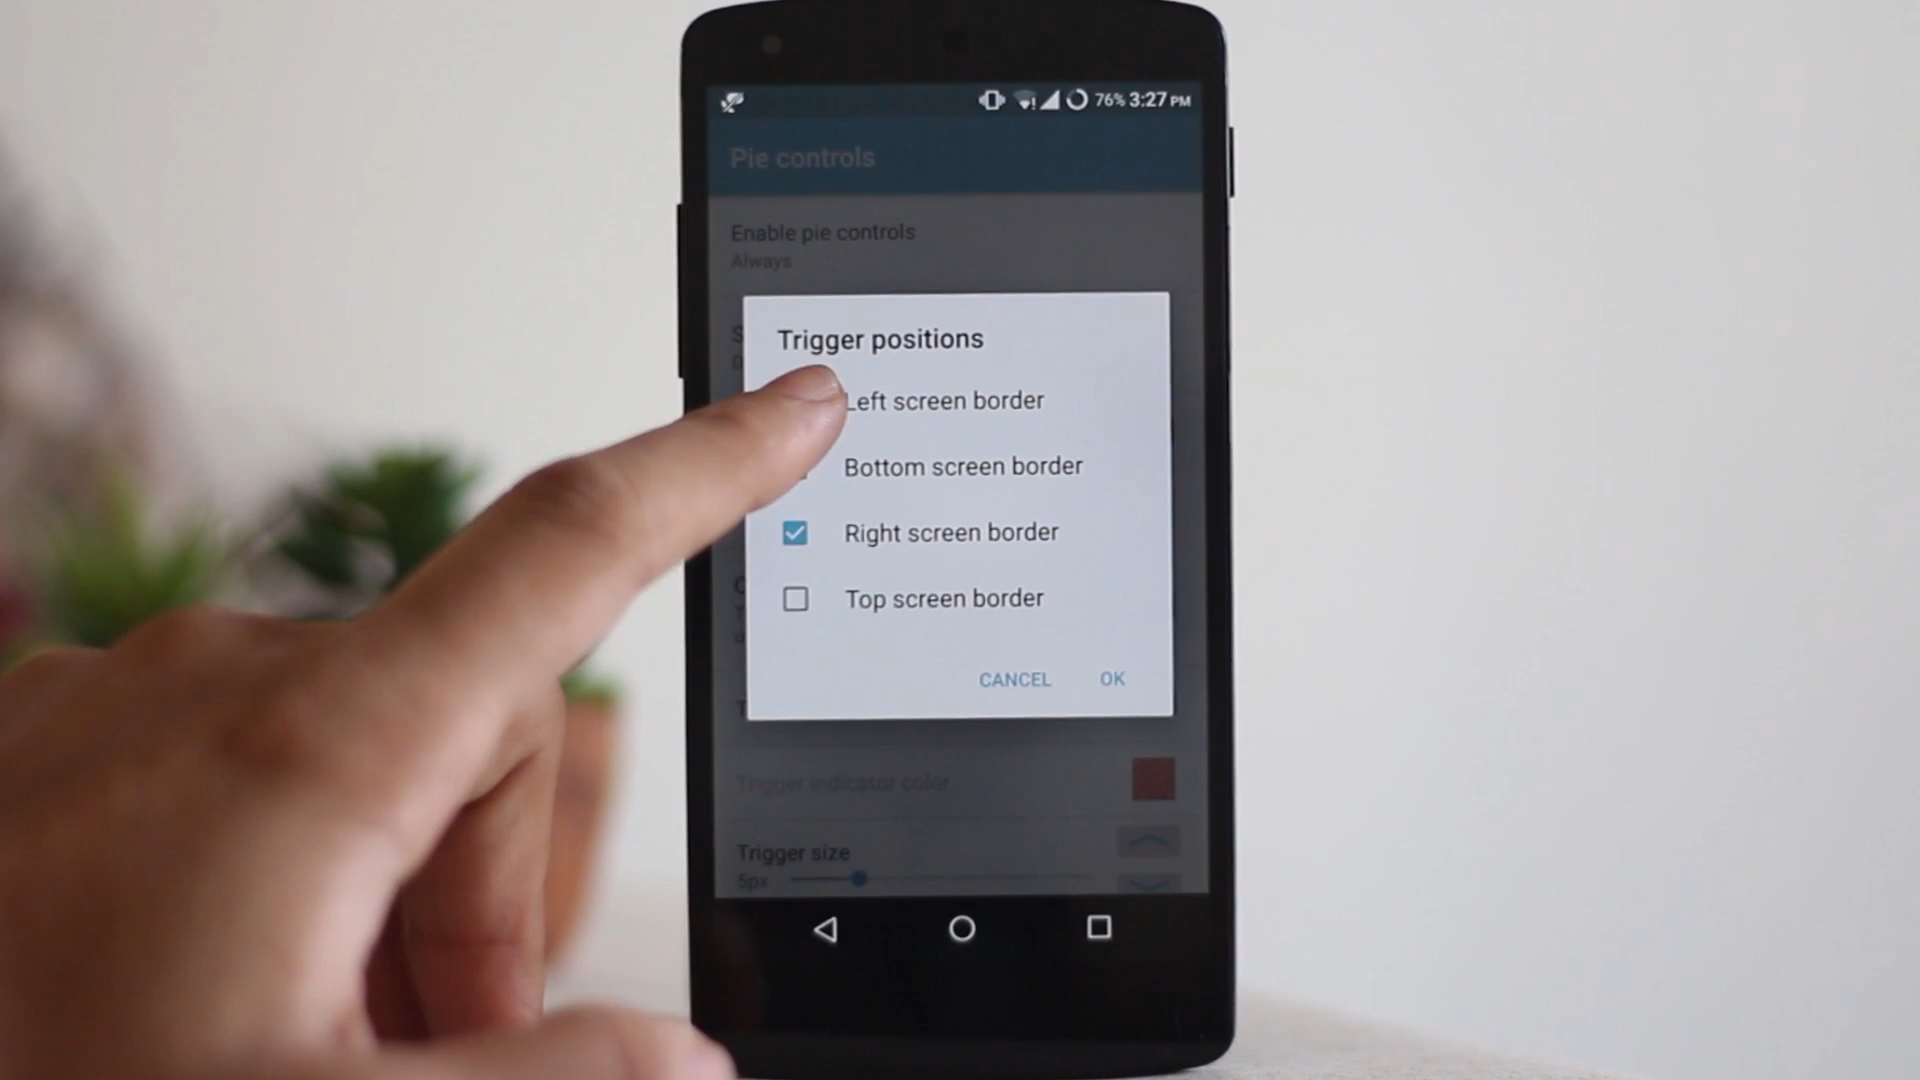 76% 3:27 PM
Pie controls
Enable pie controls
Always
Trigger positions
Left screen border
Bottom screen border
Right screen border
Top screen border
CANCEL OK
Trigger indicator color
Trigger size
5px